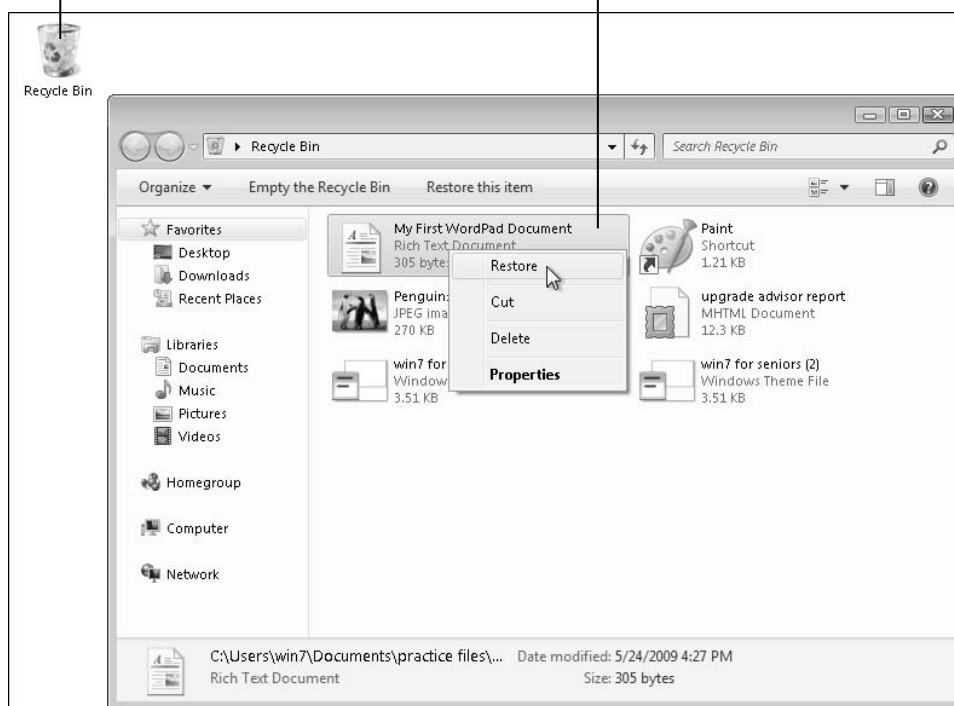 Recycle Bin
Recycle Bin
Search Recycle Bin
Organize
Empty the Recycle Bin
Restore this item
Favorites
Desktop
Downloads
Recent Places
Libraries
Documents
Music
Pictures
Videos
Homegroup
Computer
Network
My First WordPad Document
Rich Text Document
305 byte
Paint
Shortcut
1.21 KB
Restore
Cut
Delete
Properties
Penguin
JPEG ima
270 KB
upgrade advisor report
MHTML Document
12.3 KB
win7 for
Window
3.51 KB
win7 for seniors (2)
Windows Theme File
3.51 KB
C:\Users\win7\Documents\practice files\... Date modified: 5/24/2009 4:27 PM
Rich Text Document Size: 305 bytes